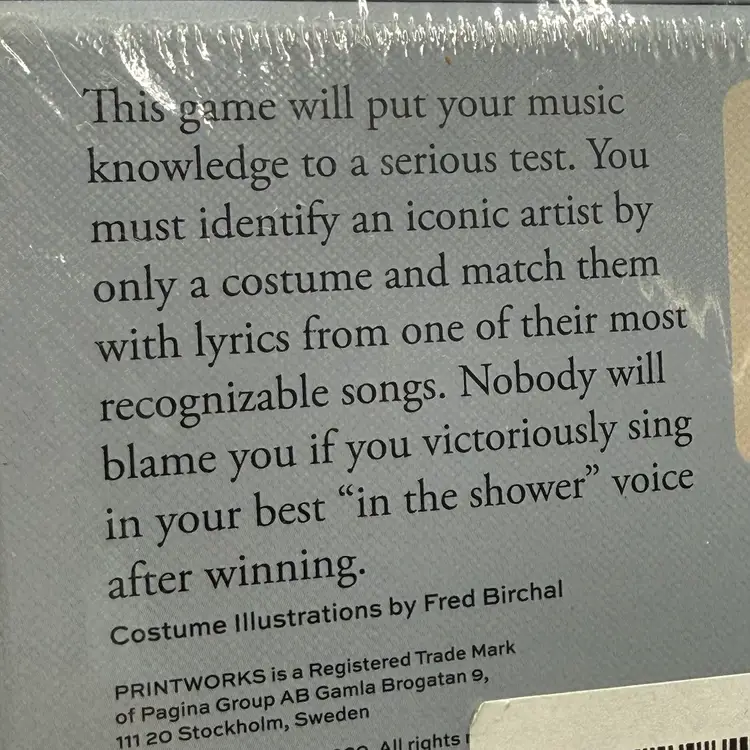 This game will put your music
knowledge to a serious test. You
must identify an iconic artist by
only a costume and match them
with lyrics from one of their most
recognizable songs. Nobody will
blame you if you victoriously sing
in your best “in the shower” voice
after winning.
Costume Illustrations by Fred Birchal
PRINTWORKS is a Registered Trade Mark
of Pagina Group AB Gamla Brogatan 9,
111 20 Stockholm, Sweden
All rights